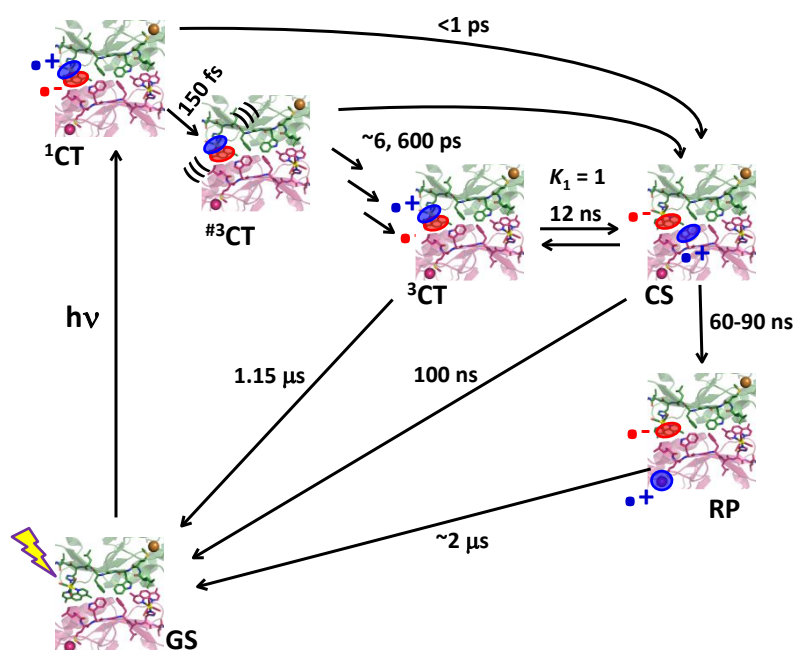 <1 ps
+
-
150 fs
¹CT
~6, 600 ps
#3CT
+
K₁ = 1
12 ns
-
+
³CT
CS
hν
60-90 ns
1.15 μs
100 ns
-
+
RP
~2 μs
GS